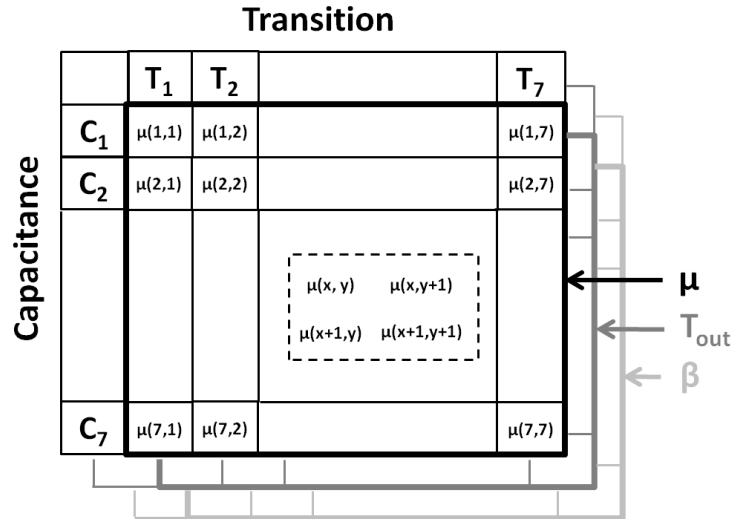 Transition
T1 T2 T7
C1 μ(1,1) μ(1,2) μ(1,7)
C2 μ(2,1) μ(2,2) μ(2,7)
Capacitance
μ(x, y) μ(x,y+1)
μ
μ(x+1,y) μ(x+1,y+1)
Tout
β
C7 μ(7,1) μ(7,2) μ(7,7)